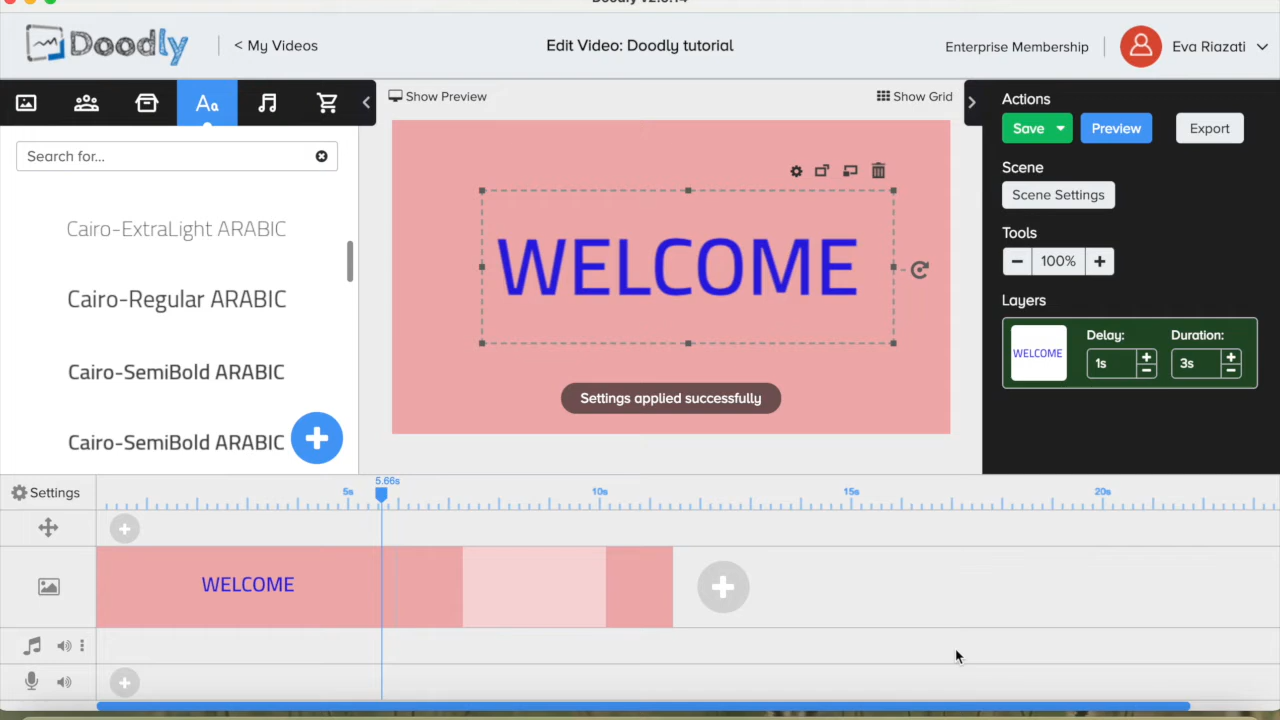 Doodly
< My Videos
Edit Video: Doodly tutorial
Enterprise Membership
Eva Riazati
Aa
Show Preview
Show Grid
Search for...
Cairo-ExtraLight ARABIC
Cairo-Regular ARABIC
Cairo-SemiBold ARABIC
Cairo-SemiBold ARABIC
WELCOME
Settings applied successfully
Actions
Save
Preview
Export
Scene
Scene Settings
Tools
− 100% +
Layers
WELCOME
Delay:
Duration:
1s
3s
Settings
5s
5.66s
10s
15s
20s
WELCOME